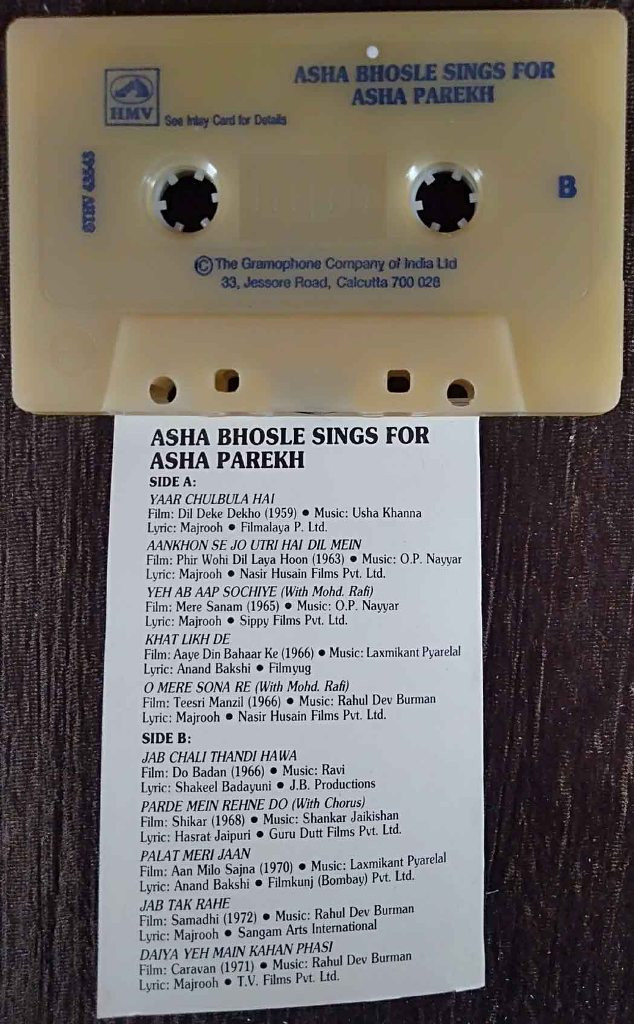 ASHA BHOSLE SINGS FOR
ASHA PAREKH
HMV
See Inlay Card for Details
B
© The Gramophone Company of India Ltd
33, Jessore Road, Calcutta 700 028
ASHA BHOSLE SINGS FOR
ASHA PAREKH
SIDE A:
YAAR CHULBULA HAI
Film: Dil Deke Dekho (1959) ● Music: Usha Khanna
Lyric: Majrooh ● Filmalaya P. Ltd.
AANKHON SE JO UTRI HAI DIL MEIN
Film: Phir Wohi Dil Laya Hoon (1963) ● Music: O.P. Nayyar
Lyric: Majrooh ● Nasir Husain Films Pvt. Ltd.
YEH AB AAP SOCHIYE (With Mohd. Rafi)
Film: Mere Sanam (1965) ● Music: O.P. Nayyar
Lyric: Majrooh ● Sippy Films Pvt. Ltd.
KHAT LIKH DE
Film: Aaye Din Bahaar Ke (1966) ● Music: Laxmikant Pyarelal
Lyric: Anand Bakshi ● Filmyug
O MERE SONA RE (With Mohd. Rafi)
Film: Teesri Manzil (1966) ● Music: Rahul Dev Burman
Lyric: Majrooh ● Nasir Husain Films Pvt. Ltd.
SIDE B:
JAB CHALI THANDI HAWA
Film: Do Badan (1966) ● Music: Ravi
Lyric: Shakeel Badayuni ● J.B. Productions
PARDE MEIN REHNE DO (With Chorus)
Film: Shikar (1968) ● Music: Shankar Jaikishan
Lyric: Hasrat Jaipuri ● Guru Dutt Films Pvt. Ltd.
PALAT MERI JAAN
Film: Aan Milo Sajna (1970) ● Music: Laxmikant Pyarelal
Lyric: Anand Bakshi ● Filmkunj (Bombay) Pvt. Ltd.
JAB TAK RAHE
Film: Samadhi (1972) ● Music: Rahul Dev Burman
Lyric: Majrooh ● Sangam Arts International
DAIYA YEH MAIN KAHAN PHASI
Film: Caravan (1971) ● Music: Rahul Dev Burman
Lyric: Majrooh ● T.V. Films Pvt. Ltd.